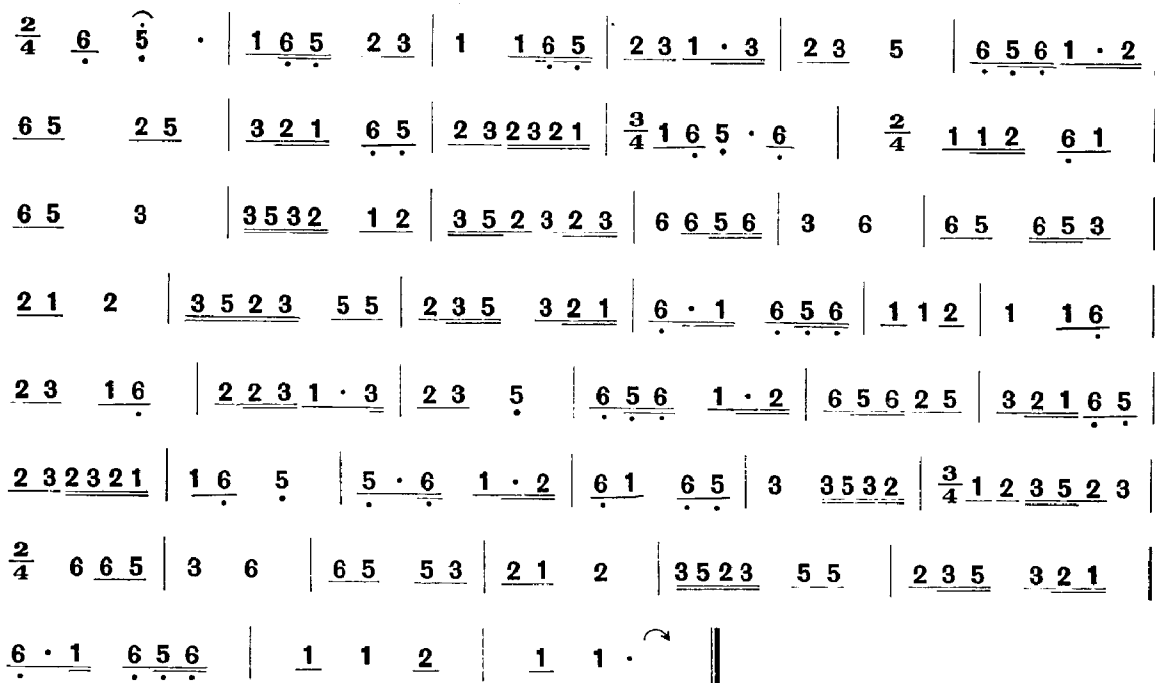 2/4 6 5 · | 1 6 5 2 3 | 1 1 6 5 | 2 3 1 · 3 | 2 3 5 | 6 5 6 1 · 2
6 5 2 5 | 3 2 1 6 5 | 2 3 2 3 2 1 | 3/4 1 6 5 · 6 | 2/4 1 1 2 6 1 |
6 5 3 | 3 5 3 2 1 2 | 3 5 2 3 2 3 | 6 6 5 6 | 3 6 | 6 5 6 5 3 |
2 1 2 | 3 5 2 3 5 5 | 2 3 5 3 2 1 | 6 · 1 6 5 6 | 1 1 2 | 1 1 6 |
2 3 1 6 | 2 2 3 1 · 3 | 2 3 5 | 6 5 6 1 · 2 | 6 5 6 2 5 | 3 2 1 6 5 |
2 3 2 3 2 1 | 1 6 5 | 5 · 6 1 · 2 | 6 1 6 5 | 3 3 5 3 2 | 3/4 1 2 3 5 2 3 |
2/4 6 6 5 | 3 6 | 6 5 5 3 | 2 1 2 | 3 5 2 3 5 5 | 2 3 5 3 2 1 |
6 · 1 6 5 6 | 1 1 2 | 1 1 · ‖